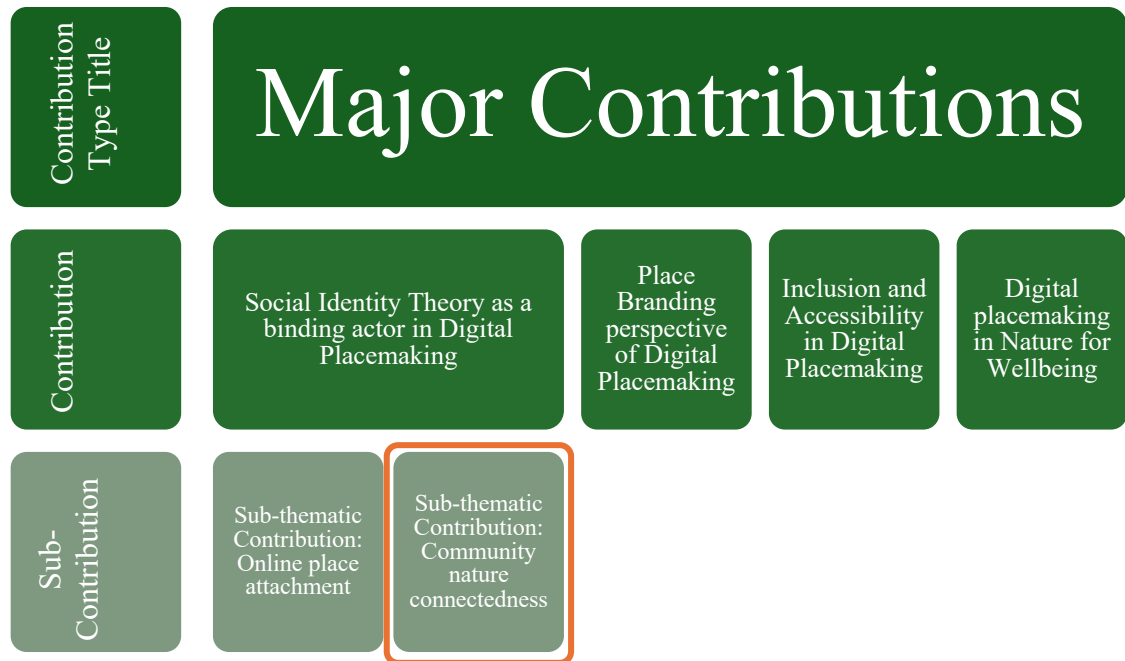 Contribution
Type Title
Major Contributions
Contribution
Social Identity Theory as a
binding actor in Digital
Placemaking
Place
Branding
perspective
of Digital
Placemaking
Inclusion and
Accessibility
in Digital
Placemaking
Digital
placemaking
in Nature for
Wellbeing
Sub-
Contribution
Sub-thematic
Contribution:
Online place
attachment
Sub-thematic
Contribution:
Community
nature
connectedness